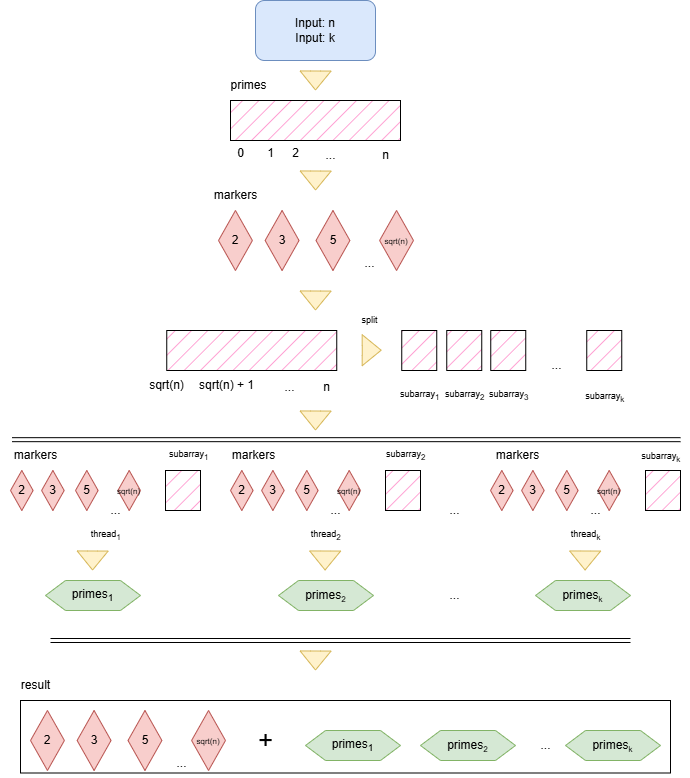 Input: n
Input: k
primes
0 1 2 ... n
markers
2 3 5 ... sqrt(n)
split
sqrt(n) sqrt(n) + 1 ... n
subarray1 subarray2 subarray3 ... subarrayk
markers subarray1 markers subarray2 markers subarrayk
2 3 5 ... sqrt(n) 2 3 5 ... sqrt(n) ... 2 3 5 ... sqrt(n)
thread1 thread2 threadk
primes1 primes2 ... primesk
result
2 3 5 ... sqrt(n) + primes1 primes2 ... primesk